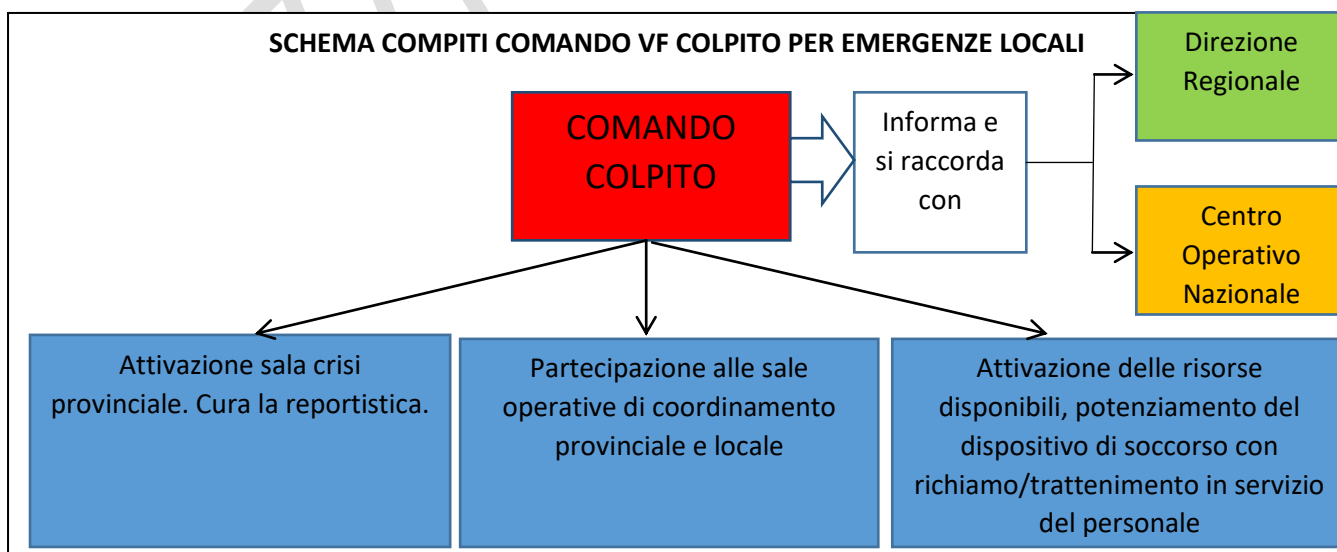 SCHEMA COMPITI COMANDO VF COLPITO PER EMERGENZE LOCALI
COMANDO
COLPITO
Informa e
si raccorda
con
Direzione
Regionale
Centro
Operativo
Nazionale
Attivazione sala crisi
provinciale. Cura la reportistica.
Partecipazione alle sale
operative di coordinamento
provinciale e locale
Attivazione delle risorse
disponibili, potenziamento del
dispositivo di soccorso con
richiamo/trattenimento in servizio
del personale